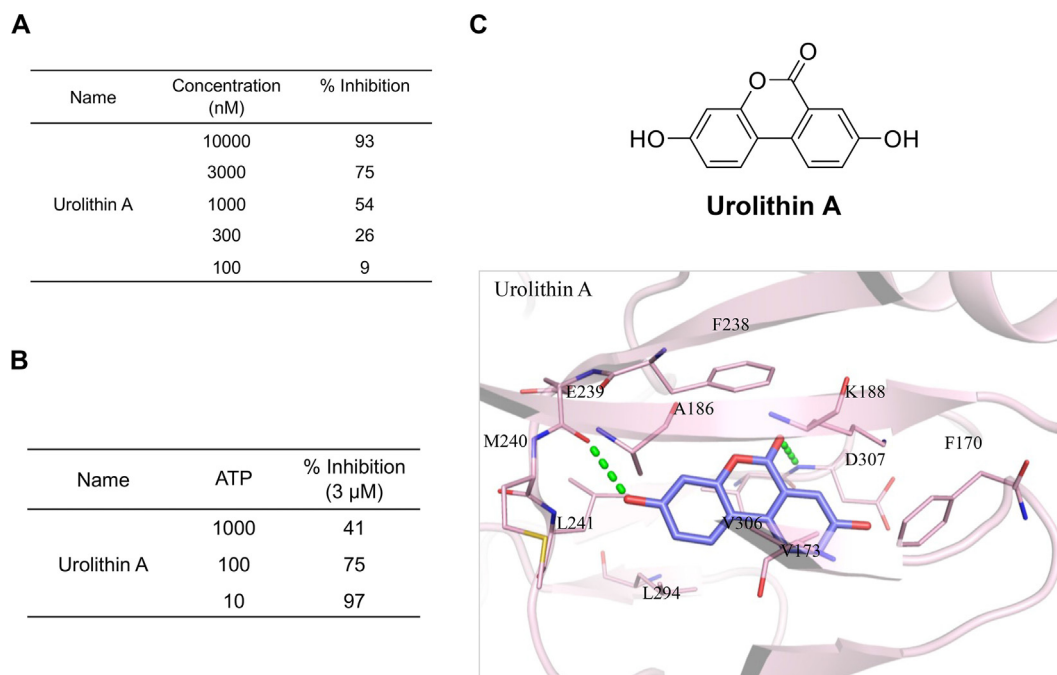 A
Name Concentration (nM) % Inhibition
Urolithin A
10000 93
3000 75
1000 54
300 26
100 9
B
Name ATP % Inhibition (3 μM)
Urolithin A
1000 41
100 75
10 97
C
O
O
HO
OH
Urolithin A
Urolithin A
F238
E239
A186
K188
M240
F170
D307
L241
V306
V173
L294